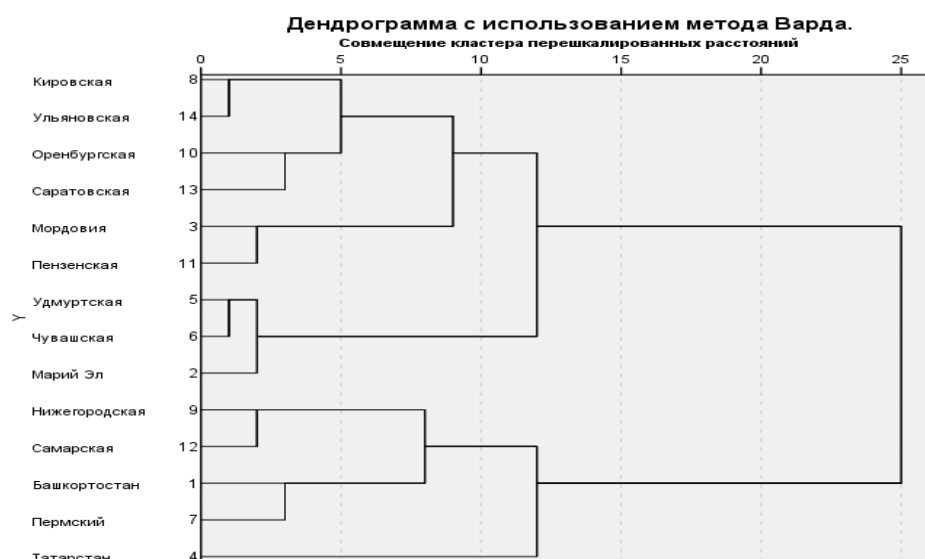 Дендрограмма с использованием метода Варда.
Совмещение кластера перешкалированных расстояний
0 5 10 15 20 25
Кировская 8
Ульяновская 14
Оренбургская 10
Саратовская 13
Мордовия 3
Пензенская 11
Удмуртская 5
Y
Чувашская 6
Марий Эл 2
Нижегородская 9
Самарская 12
Башкортостан 1
Пермский 7
Татарстан 4